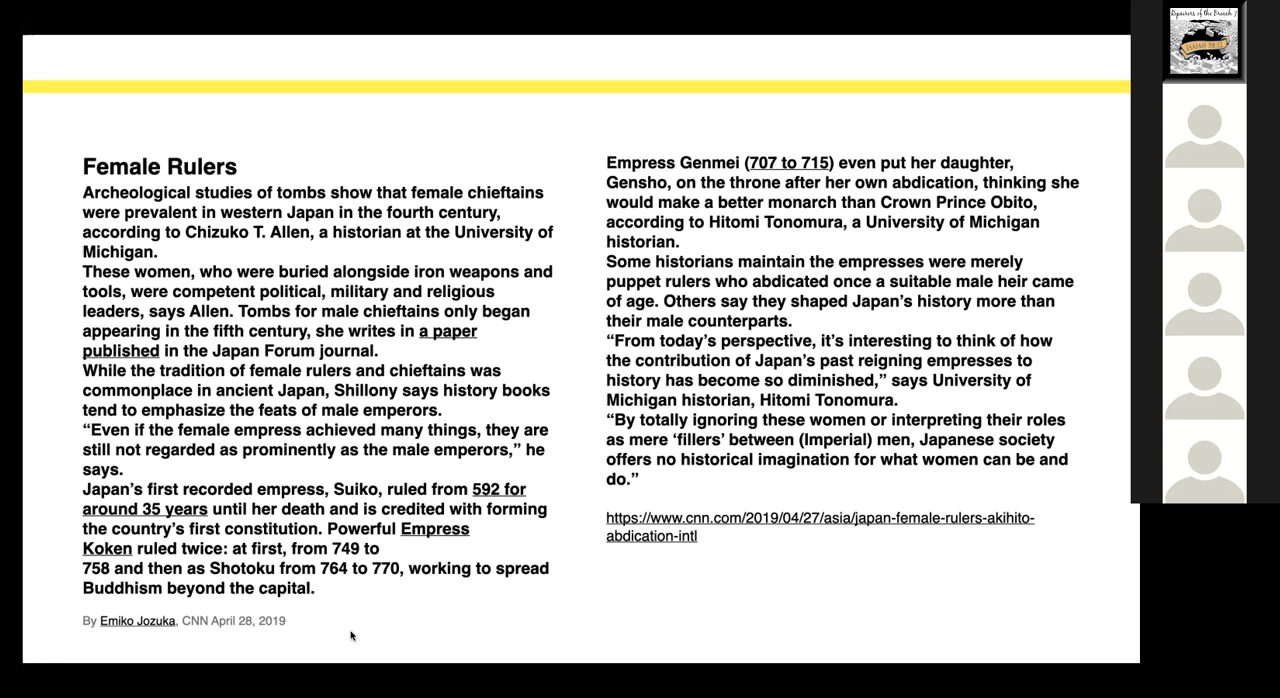 Female Rulers
Archeological studies of tombs show that female chieftains
were prevalent in western Japan in the fourth century,
according to Chizuko T. Allen, a historian at the University of
Michigan.
These women, who were buried alongside iron weapons and
tools, were competent political, military and religious
leaders, says Allen. Tombs for male chieftains only began
appearing in the fifth century, she writes in a paper
published in the Japan Forum journal.
While the tradition of female rulers and chieftains was
commonplace in ancient Japan, Shillony says history books
tend to emphasize the feats of male emperors.
“Even if the female empress achieved many things, they are
still not regarded as prominently as the male emperors,” he
says.
Japan’s first recorded empress, Suiko, ruled from 592 for
around 35 years until her death and is credited with forming
the country’s first constitution. Powerful Empress
Koken ruled twice: at first, from 749 to
758 and then as Shotoku from 764 to 770, working to spread
Buddhism beyond the capital.
By Emiko Jozuka, CNN April 28, 2019
Empress Genmei (707 to 715) even put her daughter,
Gensho, on the throne after her own abdication, thinking she
would make a better monarch than Crown Prince Obito,
according to Hitomi Tonomura, a University of Michigan
historian.
Some historians maintain the empresses were merely
puppet rulers who abdicated once a suitable male heir came
of age. Others say they shaped Japan’s history more than
their male counterparts.
“From today’s perspective, it’s interesting to think of how
the contribution of Japan’s past reigning empresses to
history has become so diminished,” says University of
Michigan historian, Hitomi Tonomura.
“By totally ignoring these women or interpreting their roles
as mere ‘fillers’ between (Imperial) men, Japanese society
offers no historical imagination for what women can be and
do.”
https://www.cnn.com/2019/04/27/asia/japan-female-rulers-akihito-
abdication-intl
Repairers of the Breach 7
ISAIAH 58:12